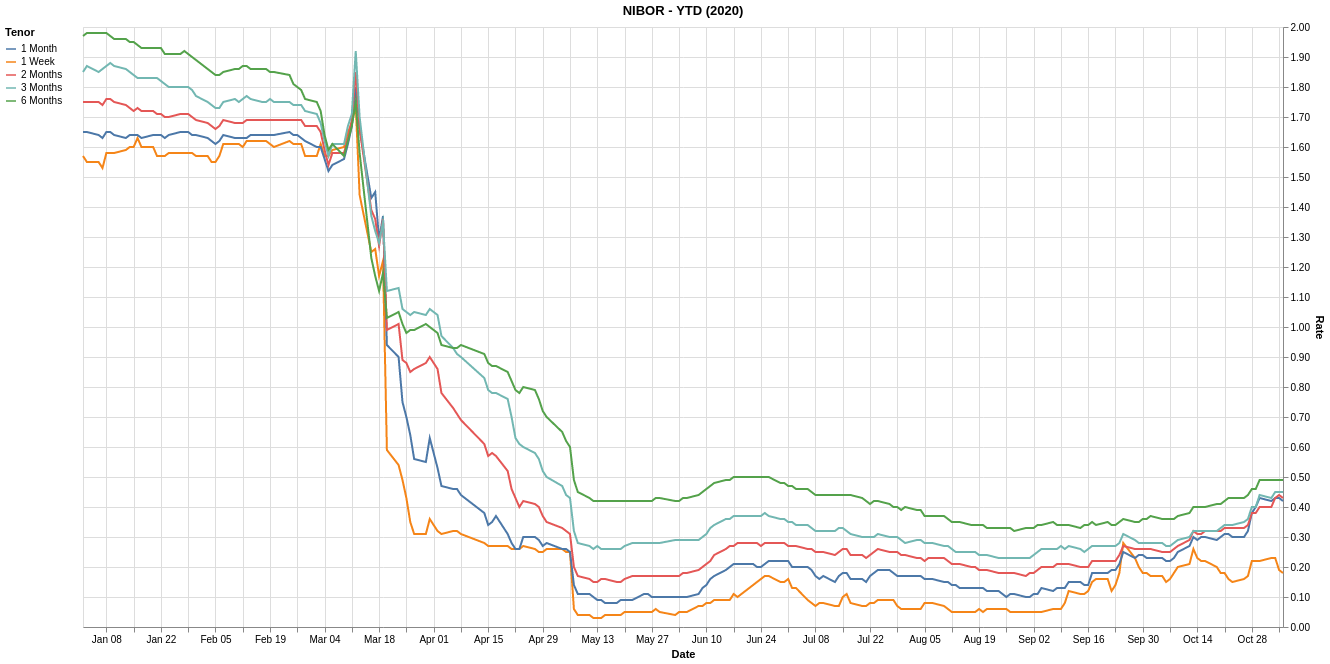 NIBOR - YTD (2020)
Tenor
1 Month
1 Week
2 Months
3 Months
6 Months
2.00
1.90
1.80
1.70
1.60
1.50
1.40
1.30
1.20
1.10
1.00
0.90
0.80
0.70
0.60
0.50
0.40
0.30
0.20
0.10
0.00
Rate
Jan 08 Jan 22 Feb 05 Feb 19 Mar 04 Mar 18 Apr 01 Apr 15 Apr 29 May 13 May 27 Jun 10 Jun 24 Jul 08 Jul 22 Aug 05 Aug 19 Sep 02 Sep 16 Sep 30 Oct 14 Oct 28
Date